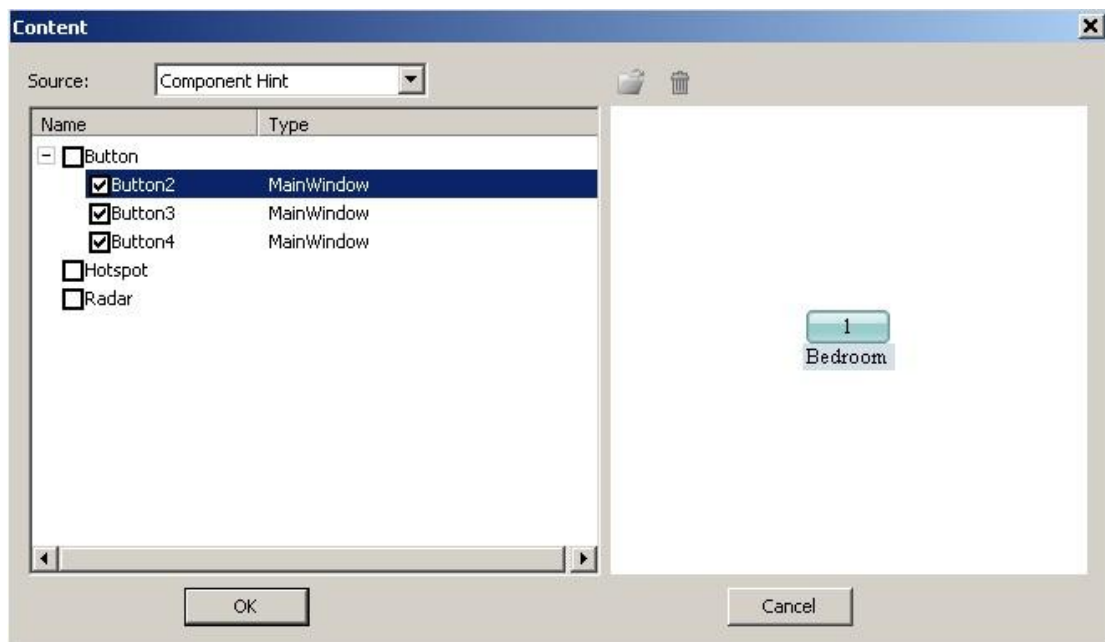 Content
Source: Component Hint
Name Type
Button
Button2 MainWindow
Button3 MainWindow
Button4 MainWindow
Hotspot
Radar
1
Bedroom
OK Cancel